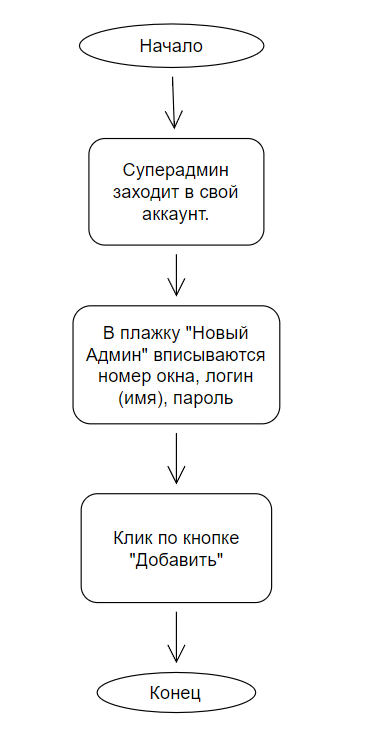 Начало
Суперадмин
заходит в свой
аккаунт.
В плажку "Новый
Админ" вписываются
номер окна, логин
(имя), пароль
Клик по кнопке
"Добавить"
Конец